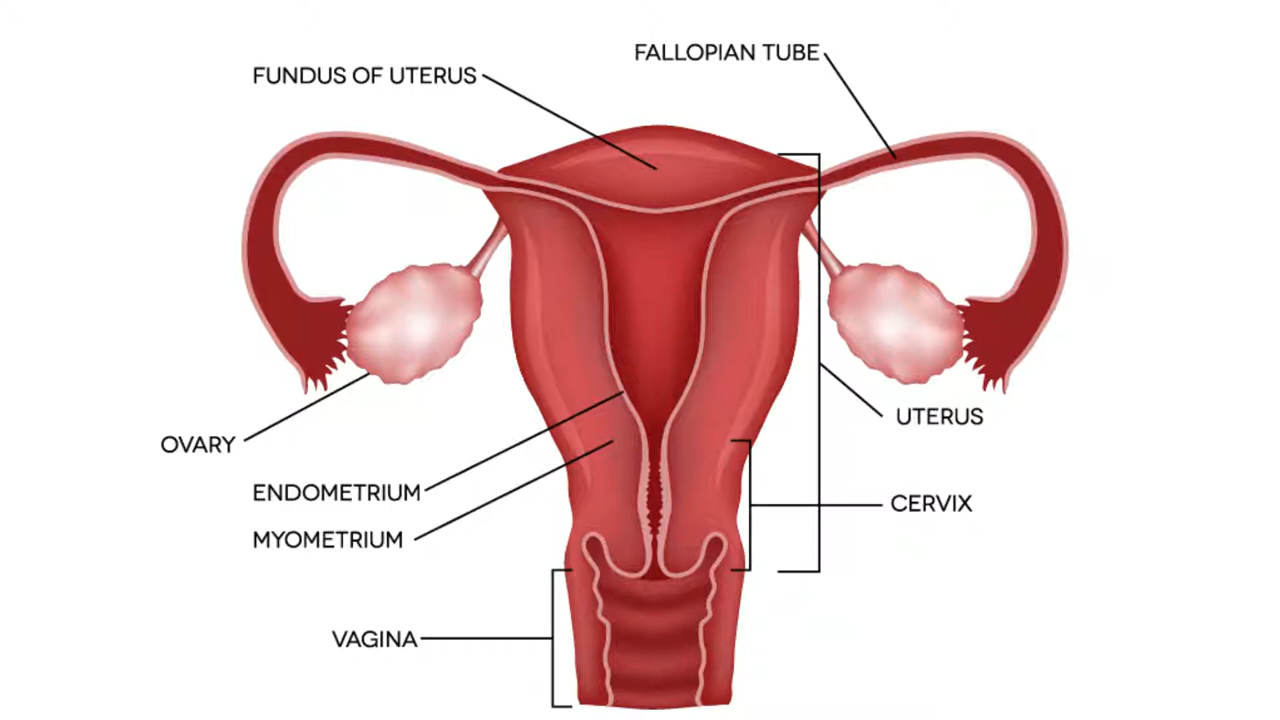 FALLOPIAN TUBE
FUNDUS OF UTERUS
UTERUS
OVARY
ENDOMETRIUM
CERVIX
MYOMETRIUM
VAGINA